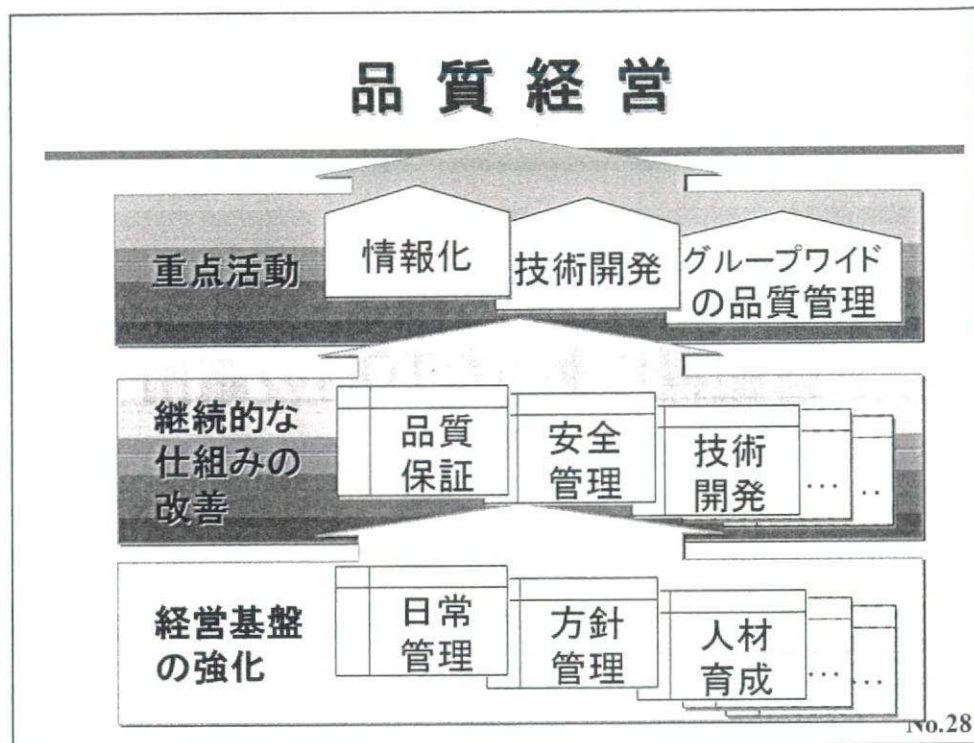 品質経営
重点活動
情報化
技術開発
グループワイド
の品質管理
継続的な
仕組みの
改善
品質
保証
安全
管理
技術
開発
…
‥
経営基盤
の強化
日常
管理
方針
管理
人材
育成
…
…
No.28